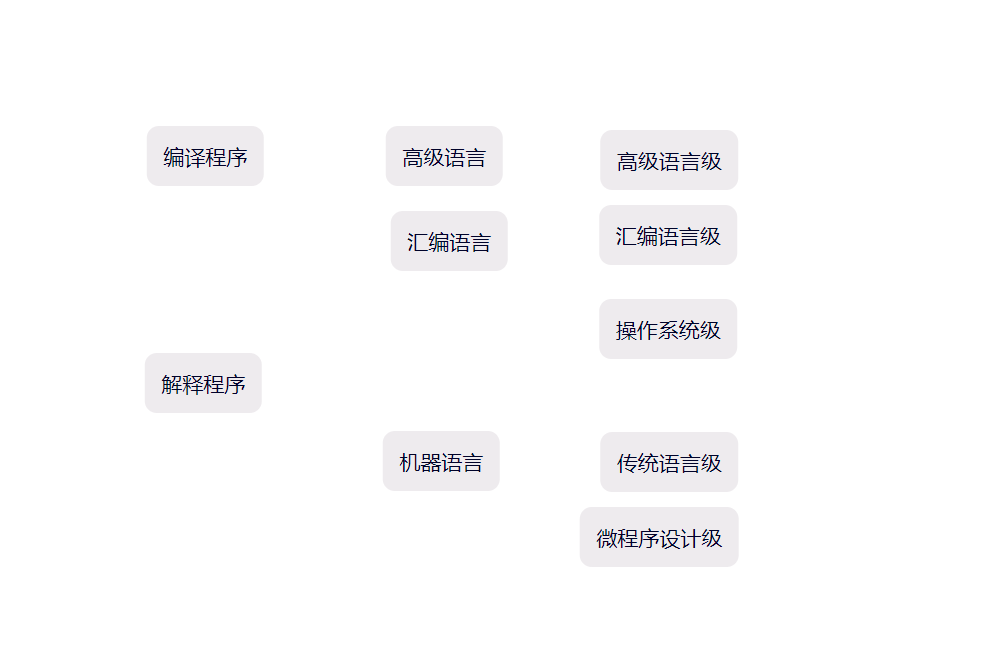 编译程序
高级语言
高级语言级
汇编语言
汇编语言级
操作系统级
解释程序
机器语言
传统语言级
微程序设计级